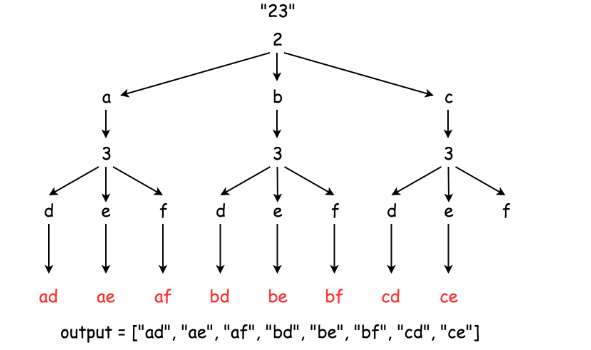 "23"
2
a b c
3 3 3
d e f d e f d e f
ad ae af bd be bf cd ce
output = ["ad", "ae", "af", "bd", "be", "bf", "cd", "ce"]